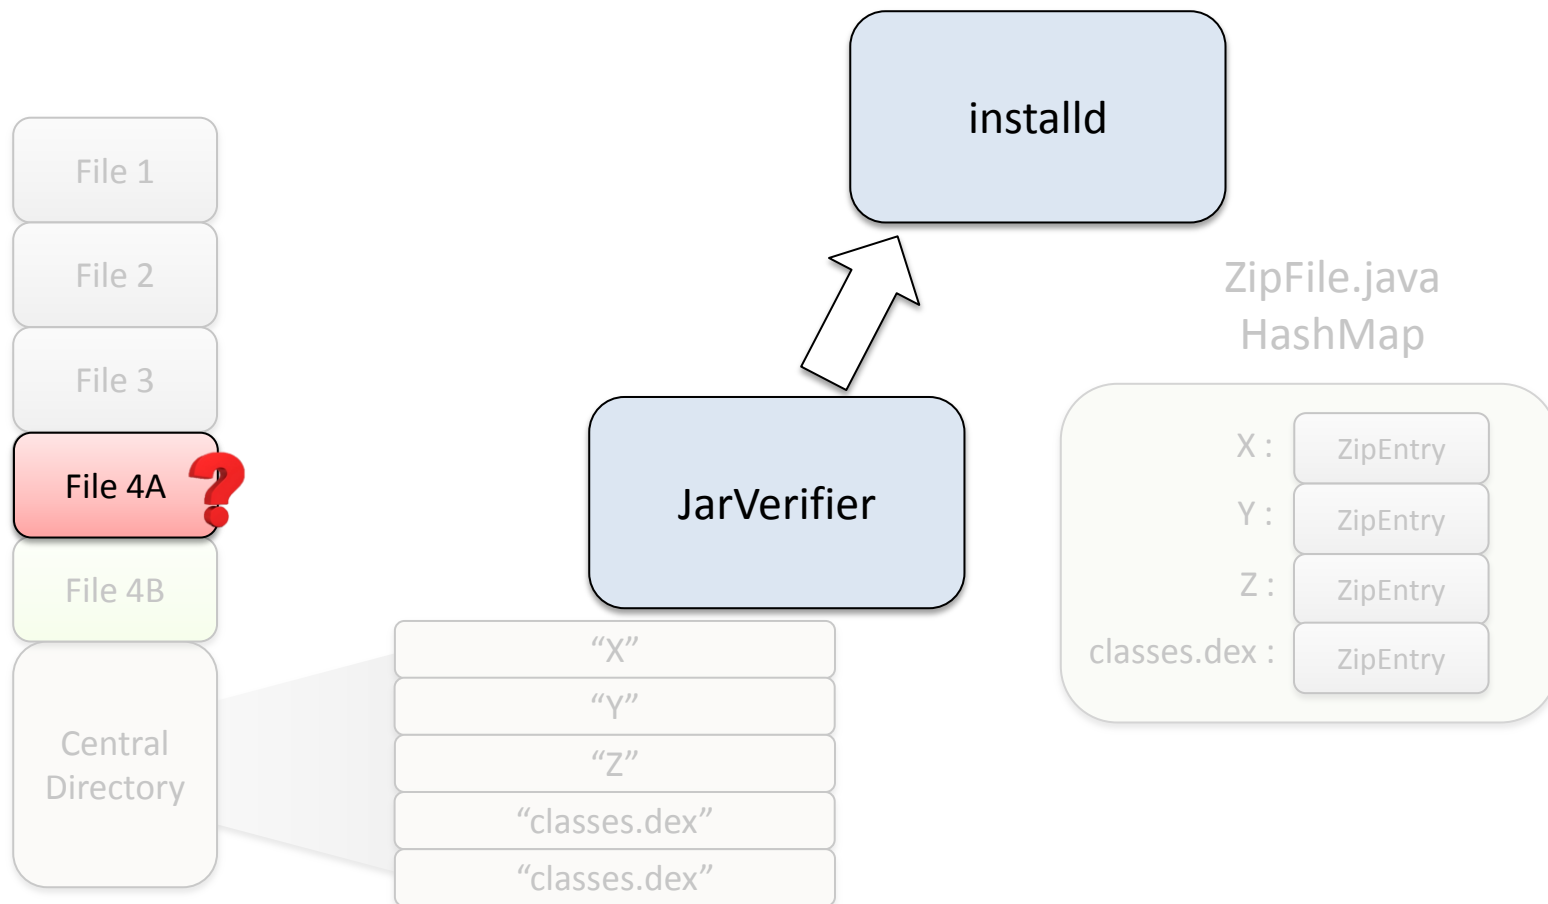 installd
File 1
File 2
File 3
File 4A
?
File 4B
Central
Directory
JarVerifier
“X”
“Y”
“Z”
“classes.dex”
“classes.dex”
ZipFile.java
HashMap
X : ZipEntry
Y : ZipEntry
Z : ZipEntry
classes.dex : ZipEntry